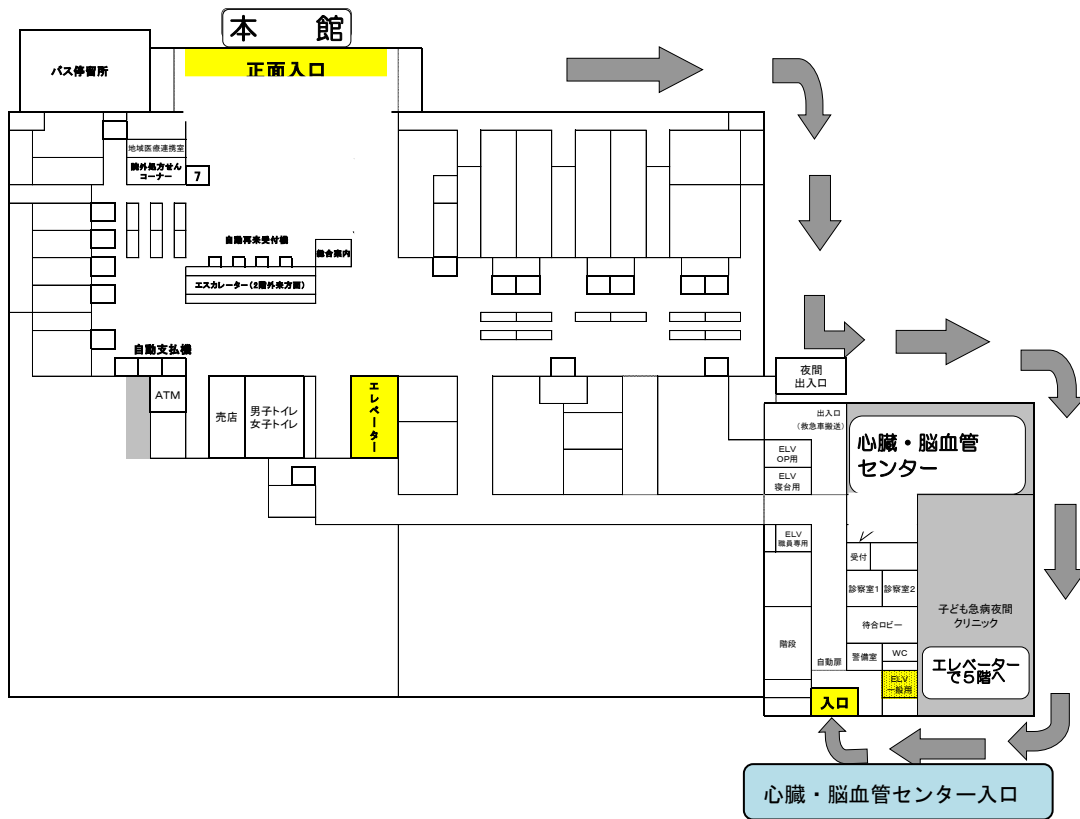 本　館
正面入口
バス停留所
地域医療連携室
院外処方せん
コーナー
7
自動再来受付機
総合案内
エスカレーター(2階外来方面)
自動支払機
ATM
売店
男子トイレ
女子トイレ
エレベーター
夜間
出入口
出入口
(救急車搬送)
ELV
OP用
ELV
寝台用
心臓・脳血管
センター
ELV
職員専用
受付
診察室1
診察室2
待合ロビー
子ども急病夜間
クリニック
階段
自動扉
警備室
WC
ELV
一般用
エレベーター
で5階へ
入口
心臓・脳血管センター入口